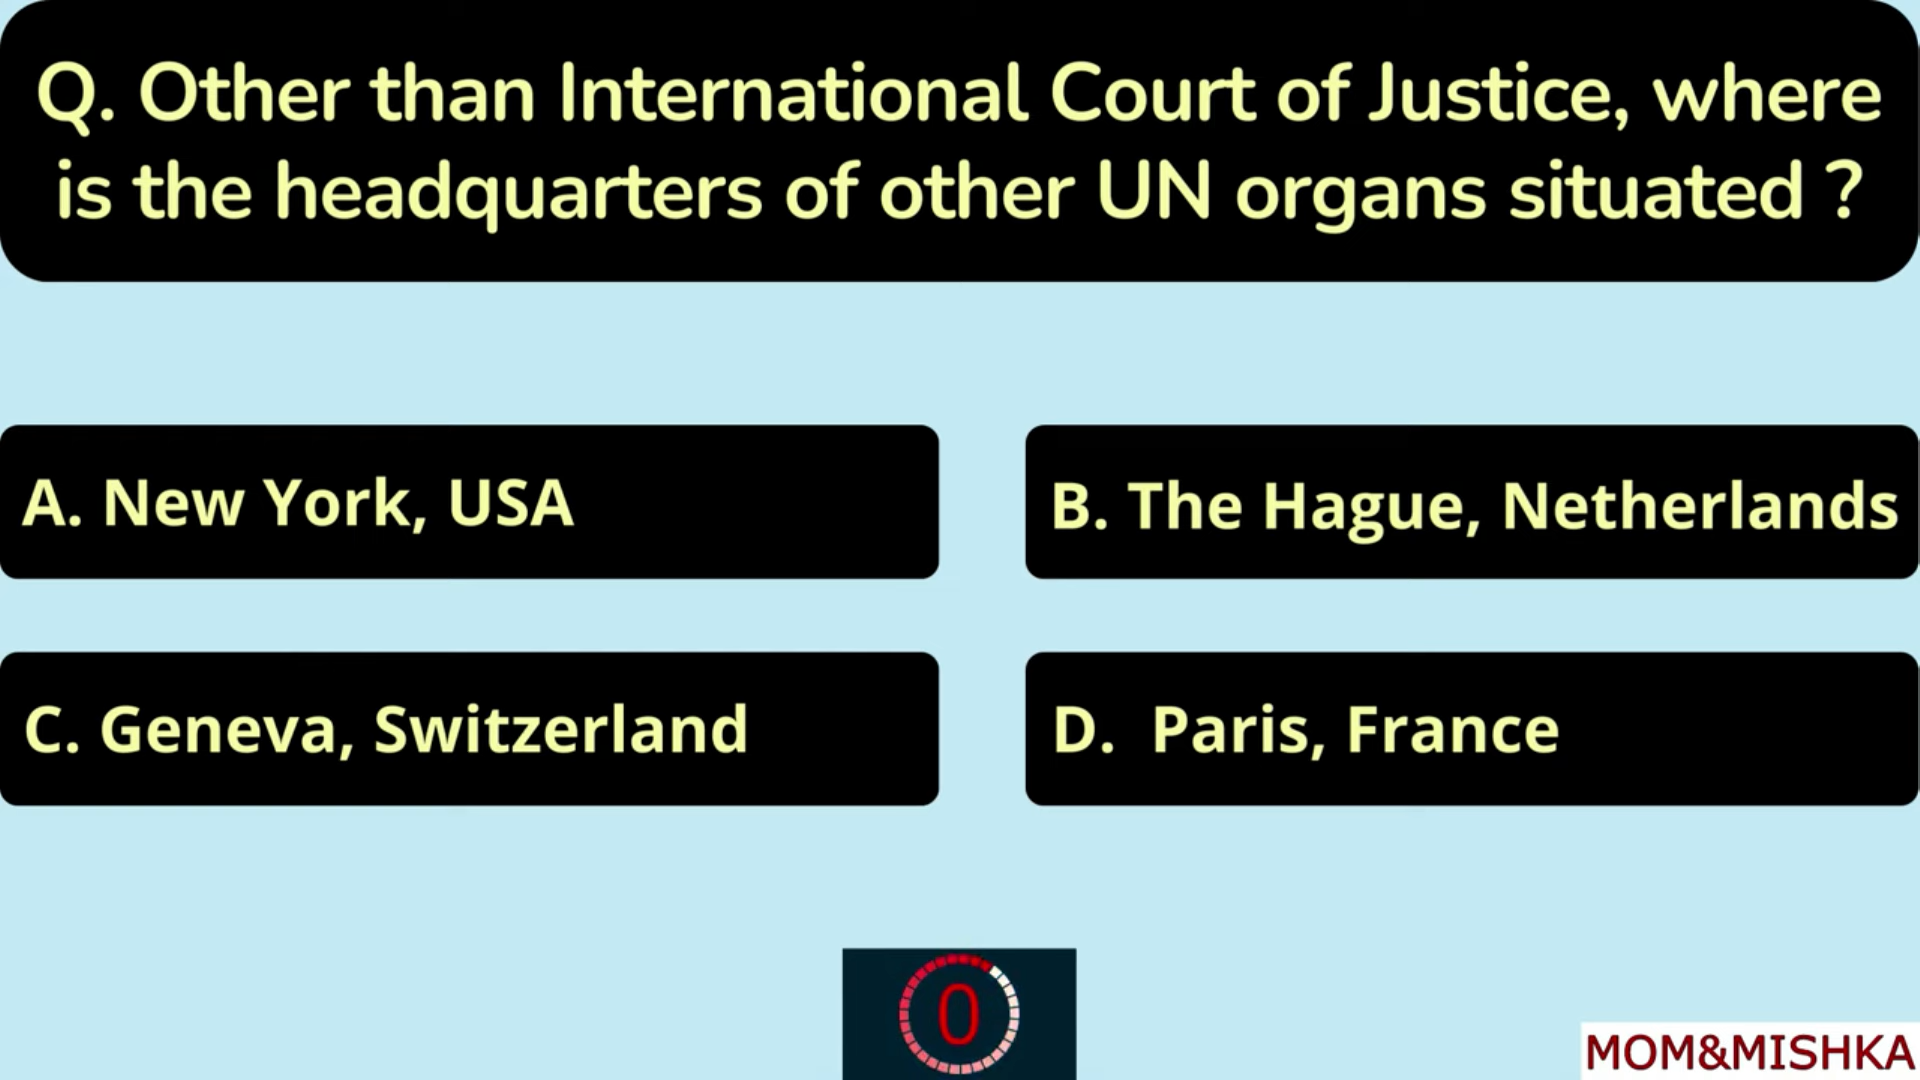 Q. Other than International Court of Justice, where
is the headquarters of other UN organs situated ?
A. New York, USA
B. The Hague, Netherlands
C. Geneva, Switzerland
D. Paris, France
0
MOM&MISHKA